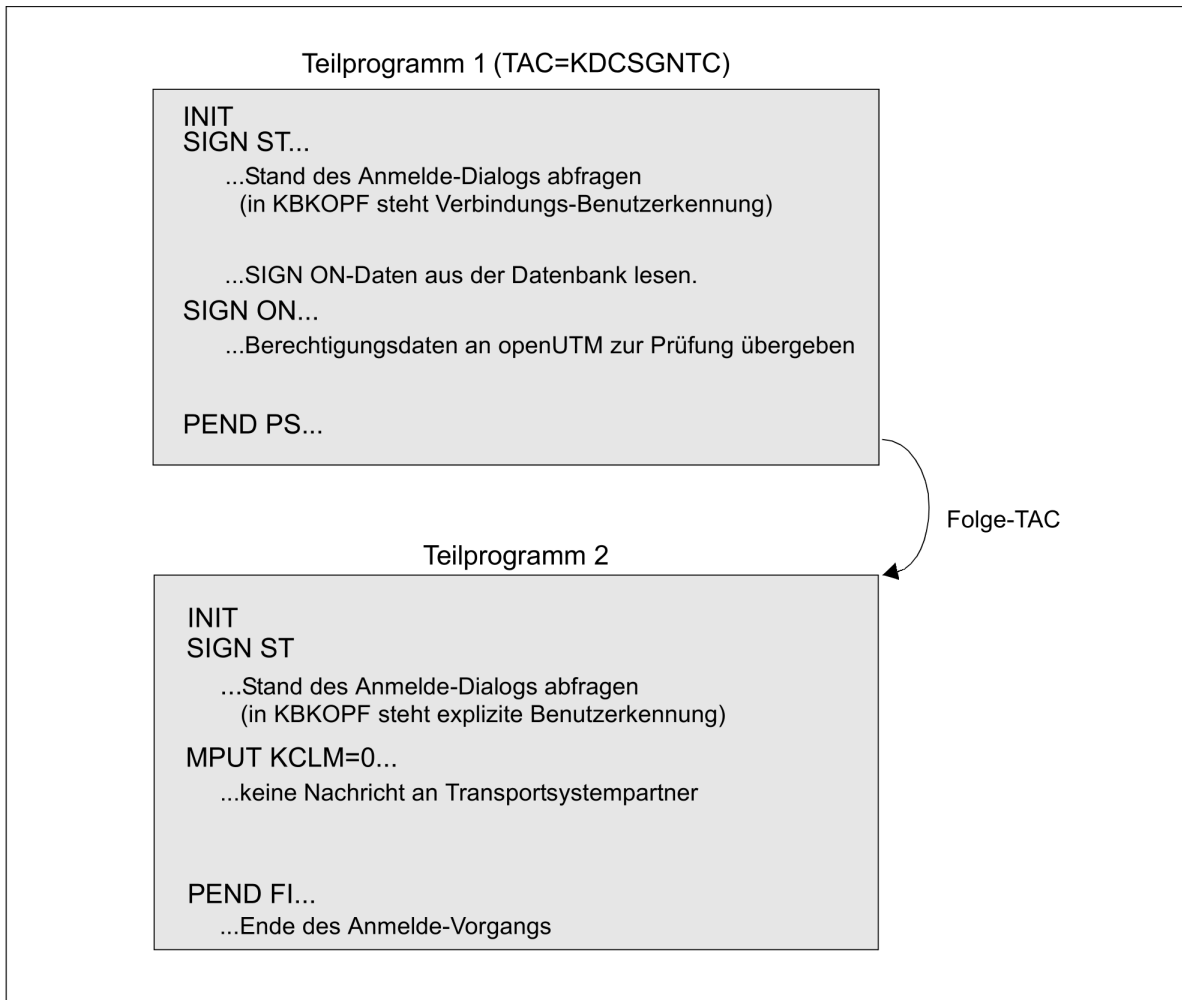 Teilprogramm 1 (TAC=KDCSGNTC)
INIT
SIGN ST...
...Stand des Anmelde-Dialogs abfragen
(in KBKOPF steht Verbindungs-Benutzerkennung)
...SIGN ON-Daten aus der Datenbank lesen.
SIGN ON...
...Berechtigungsdaten an openUTM zur Prüfung übergeben
PEND PS...
Folge-TAC
Teilprogramm 2
INIT
SIGN ST
...Stand des Anmelde-Dialogs abfragen
(in KBKOPF steht explizite Benutzerkennung)
MPUT KCLM=0...
...keine Nachricht an Transportsystempartner
PEND FI...
...Ende des Anmelde-Vorgangs